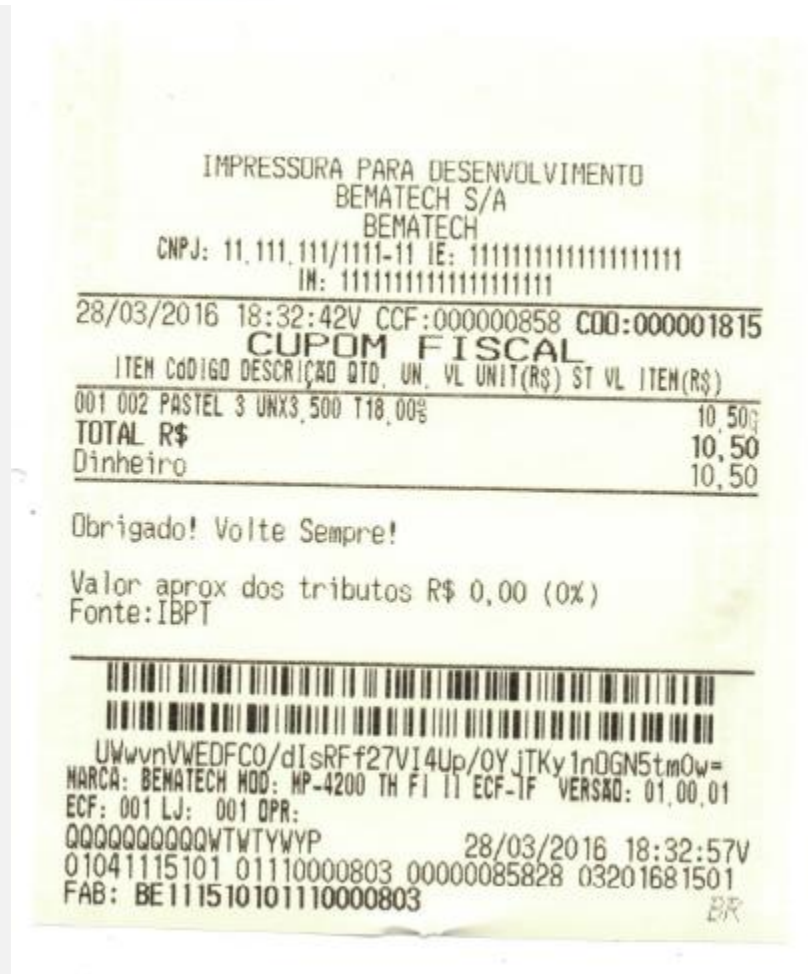 IMPRESSORA PARA DESENVOLVIMENTO
BEMATECH S/A
BEMATECH
CNPJ: 11.111.111/1111-11 IE: 11111111111111111111
IM: 11111111111111111111
28/03/2016 18:32:42V CCF:000000858 COO:000001815
CUPOM FISCAL
ITEM CÓDIGO DESCRIÇÃO QTD. UN. VL UNIT(R$) ST VL ITEM(R$)
001 002 PASTEL 3 UNX3,500 T18,00% 10,50G
TOTAL R$ 10,50
Dinheiro 10,50
Obrigado! Volte Sempre!
Valor aprox dos tributos R$ 0,00 (0%)
Fonte:IBPT
UWwvnVWEDFCO/dIsRFf27VI4Up/OYjTKy1nOGN5tmOw=
MARCA: BEMATECH MOD: MP-4200 TH FI II ECF-IF VERSÃO: 01.00.01
ECF: 001 LJ: 001 OPR:
QQQQQQQQQQWTWTYWYP 28/03/2016 18:32:57V
01041115101 01110000803 00000085828 03201681501
FAB: BE111510101110000803
BR